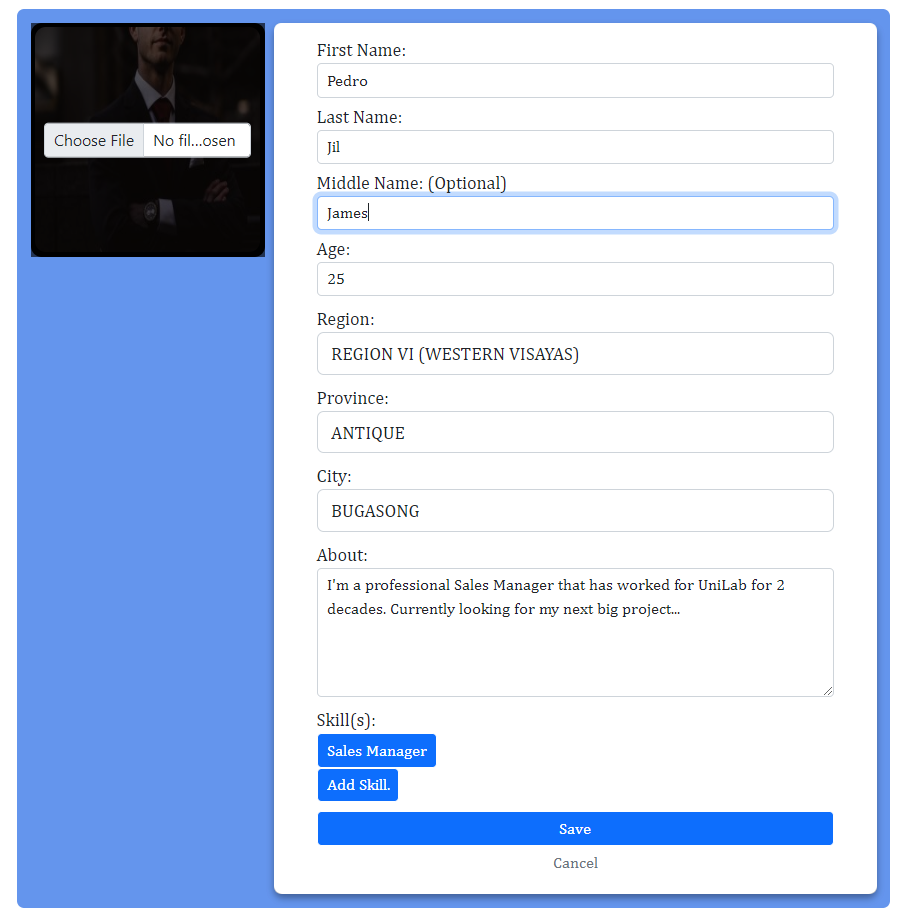 Choose File No fil...osen
First Name:
Pedro
Last Name:
Jil
Middle Name: (Optional)
James
Age:
25
Region:
REGION VI (WESTERN VISAYAS)
Province:
ANTIQUE
City:
BUGASONG
About:
I'm a professional Sales Manager that has worked for UniLab for 2
decades. Currently looking for my next big project...
Skill(s):
Sales Manager
Add Skill.
Save
Cancel